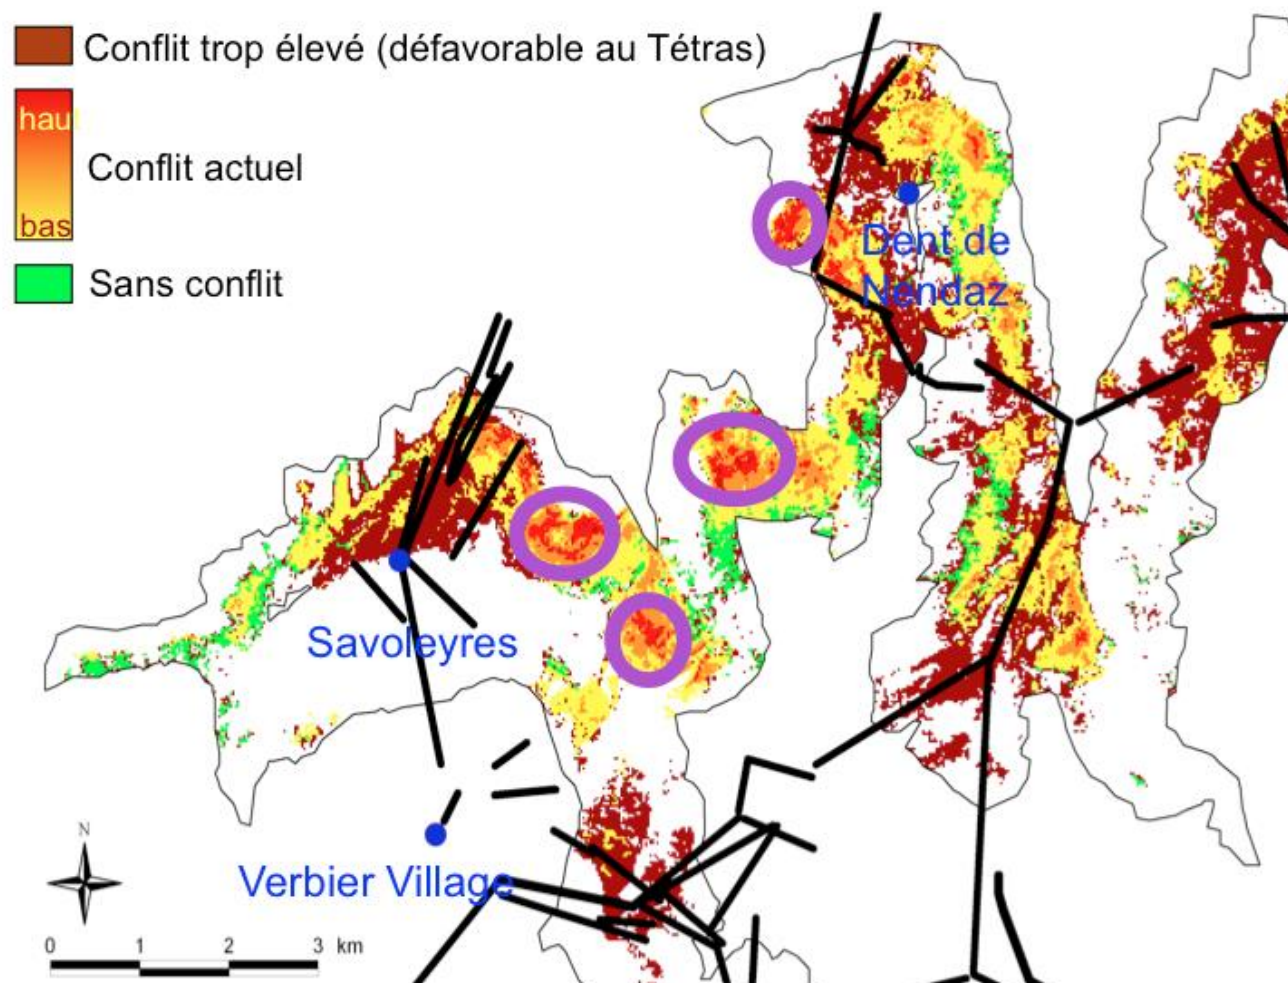 Conflit trop élevé (défavorable au Tétras)
hau
Conflit actuel
bas
Sans conflit
Dent de
Nendaz
Savoleyres
Verbier Village
N
0 1 2 3 km